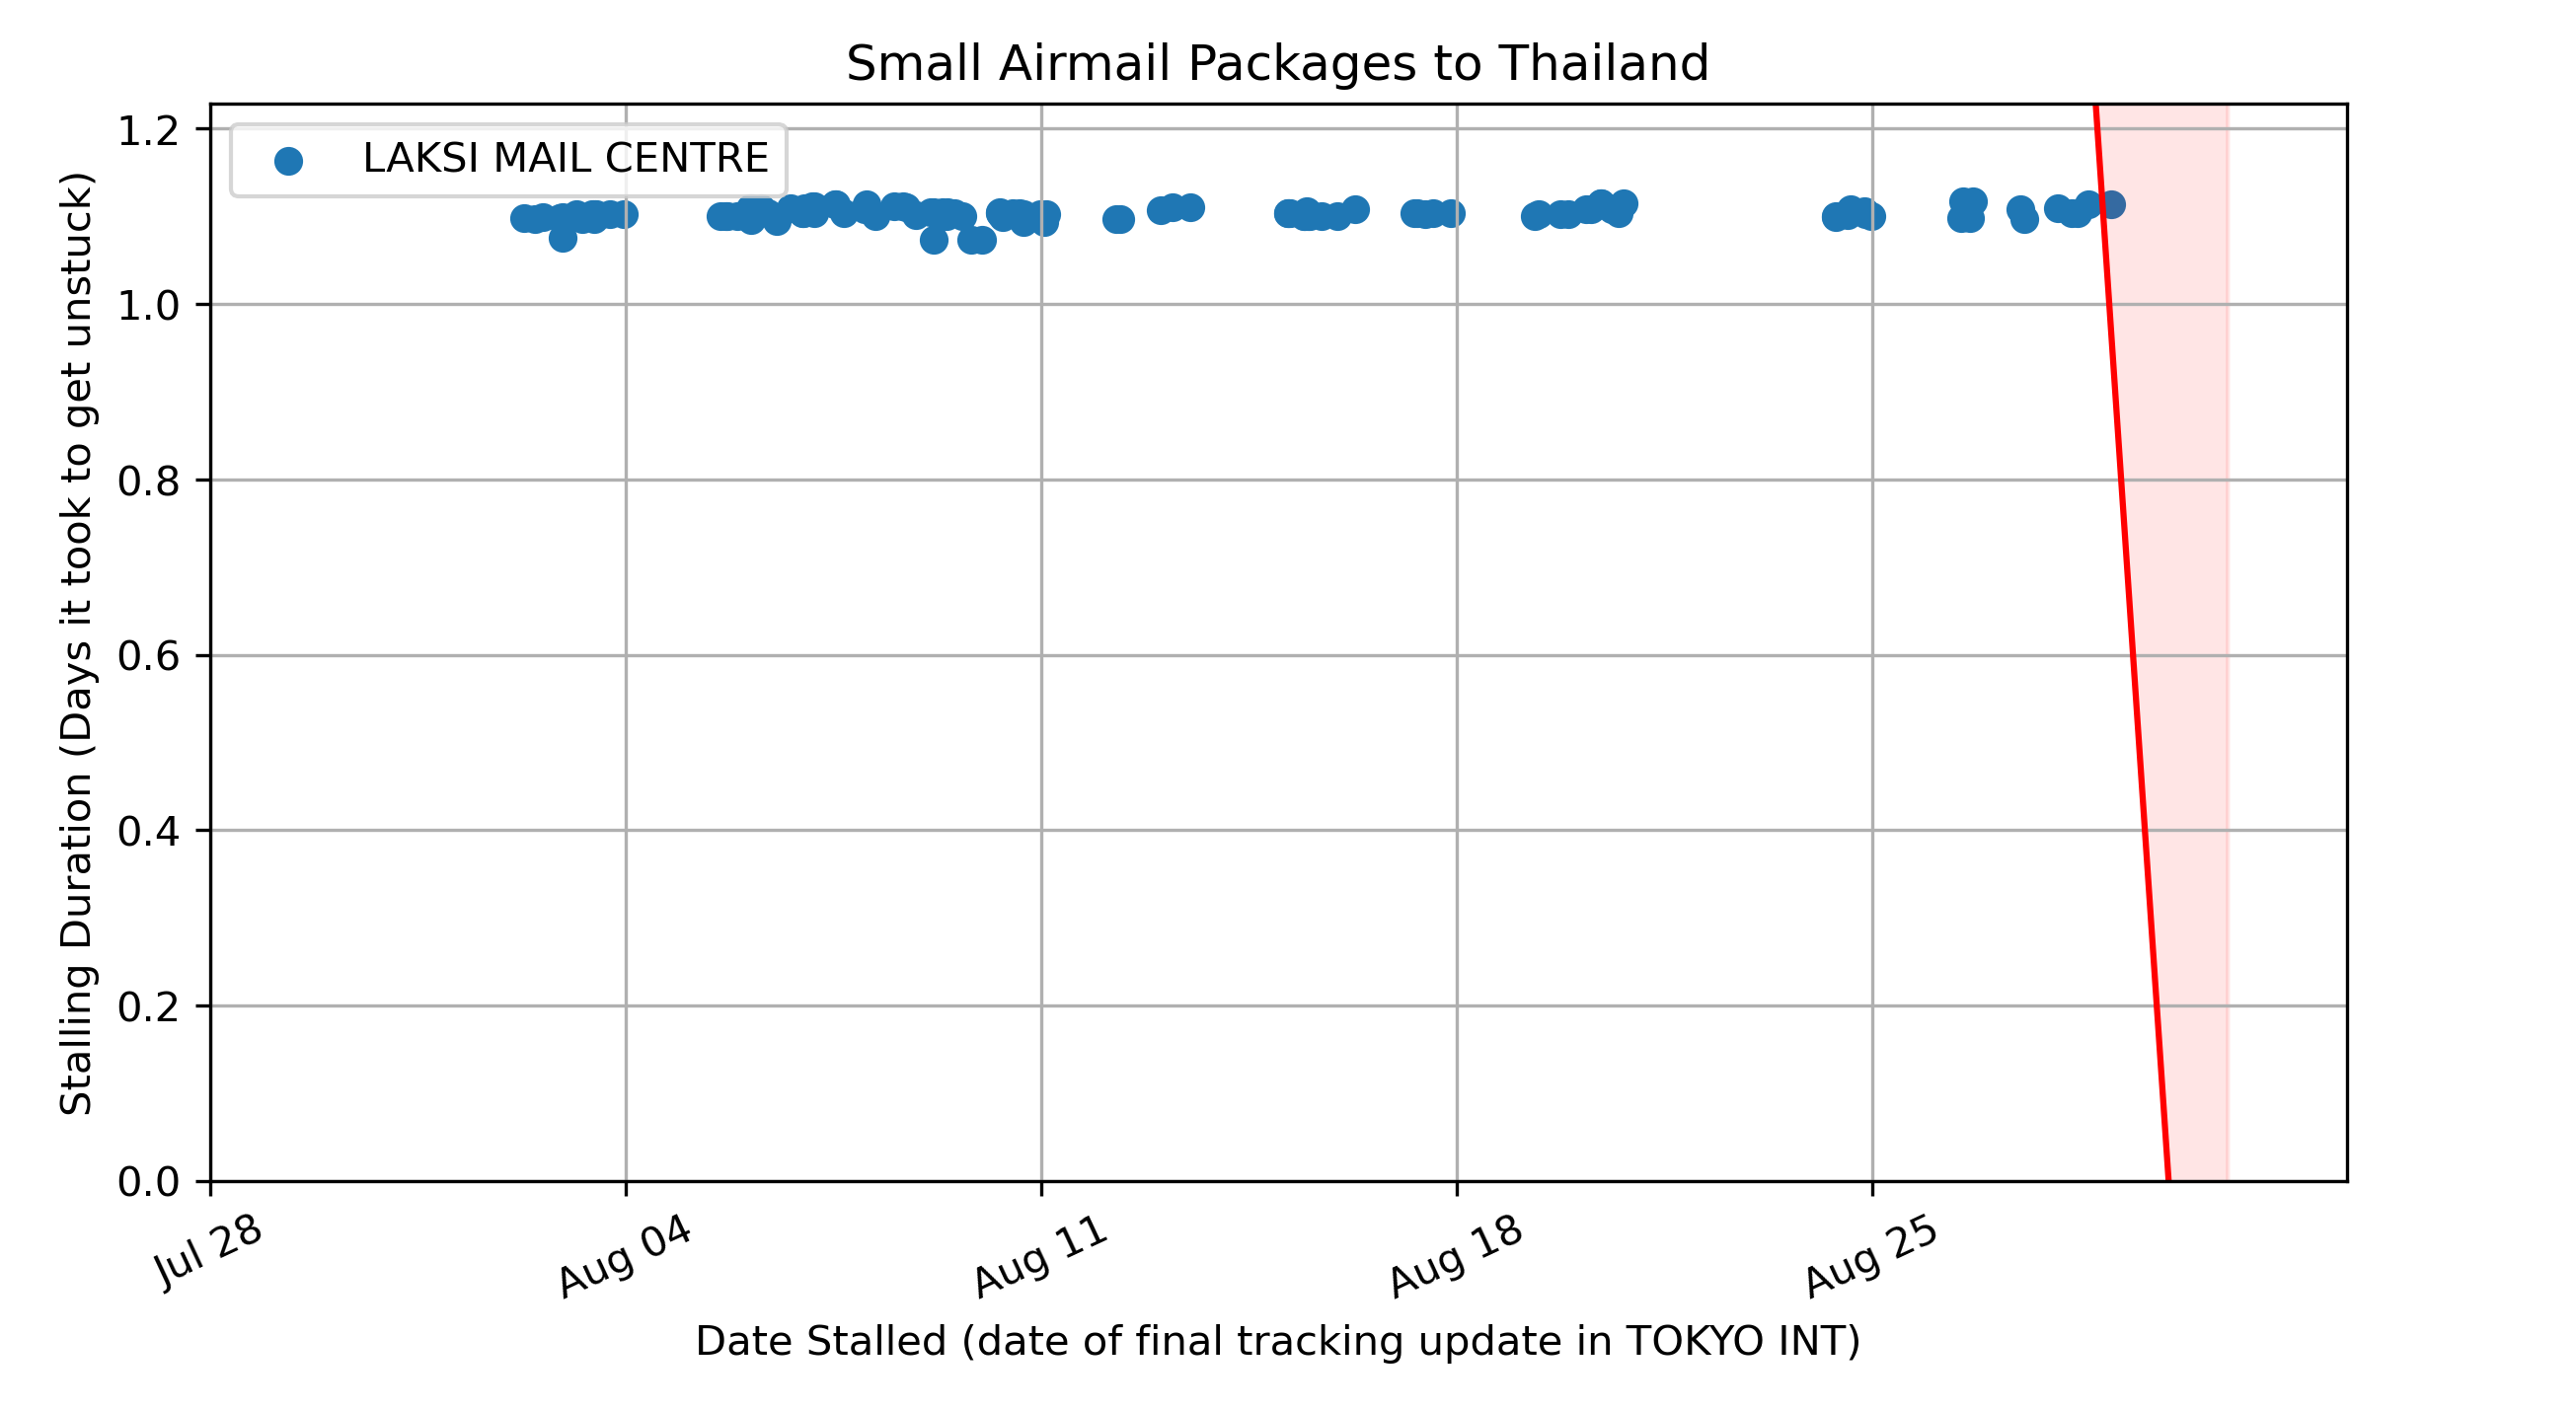 Small Airmail Packages to Thailand
LAKSI MAIL CENTRE
Stalling Duration (Days it took to get unstuck)
1.2
1.0
0.8
0.6
0.4
0.2
0.0
Jul 28
Aug 04
Aug 11
Aug 18
Aug 25
Date Stalled (date of final tracking update in TOKYO INT)